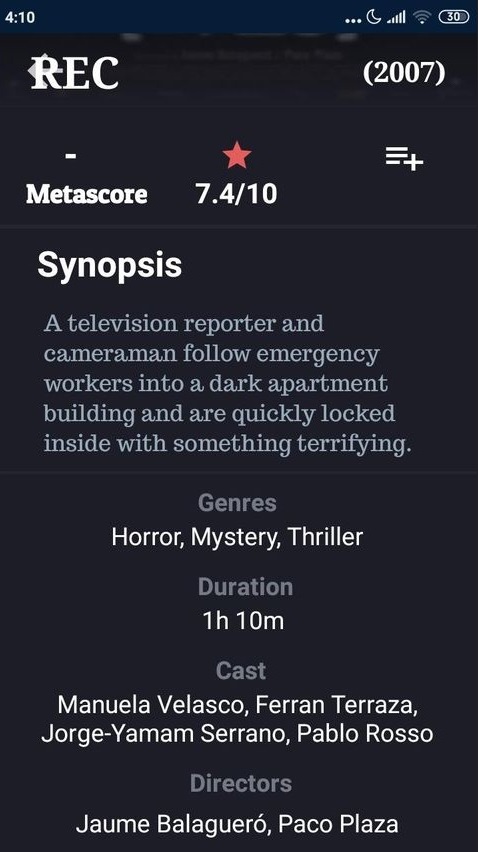 4:10
30
REC
(2007)
-
Metascore
7.4/10
Synopsis
A television reporter and
cameraman follow emergency
workers into a dark apartment
building and are quickly locked
inside with something terrifying.
Genres
Horror, Mystery, Thriller
Duration
1h 10m
Cast
Manuela Velasco, Ferran Terraza,
Jorge-Yamam Serrano, Pablo Rosso
Directors
Jaume Balagueró, Paco Plaza